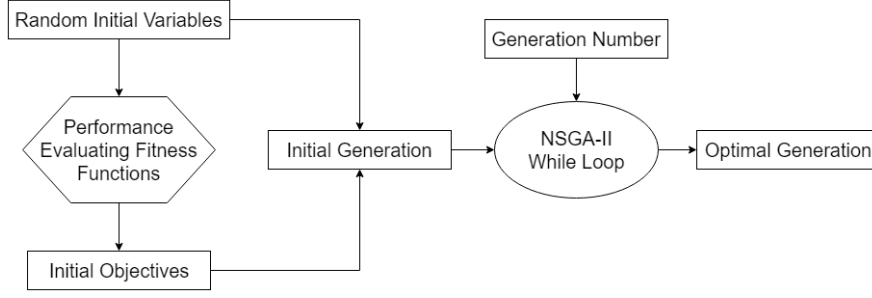 Random Initial Variables
Generation Number
Performance
Evaluating Fitness
Functions
Initial Generation
NSGA-II
While Loop
Optimal Generation
Initial Objectives